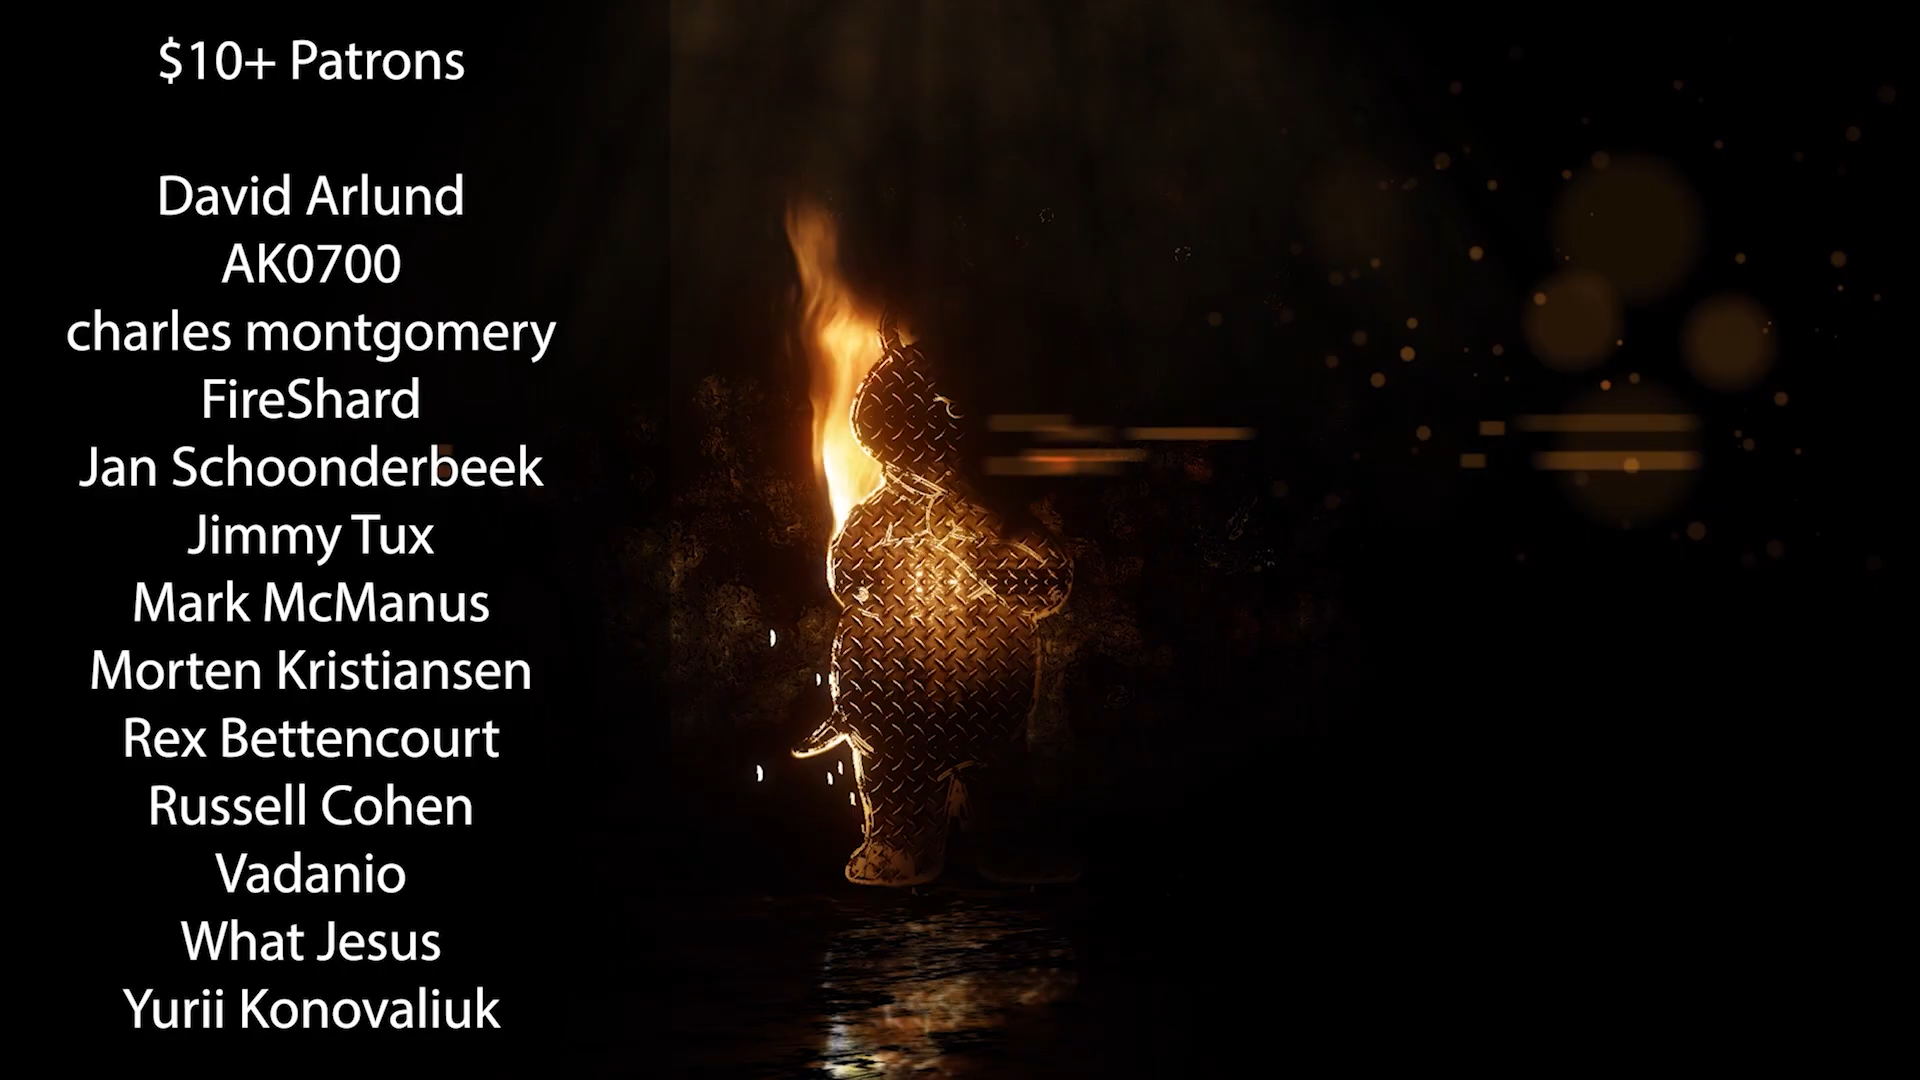 $10+ Patrons
David Arlund
AK0700
charles montgomery
FireShard
Jan Schoonderbeek
Jimmy Tux
Mark McManus
Morten Kristiansen
Rex Bettencourt
Russell Cohen
Vadanio
What Jesus
Yurii Konovaliuk